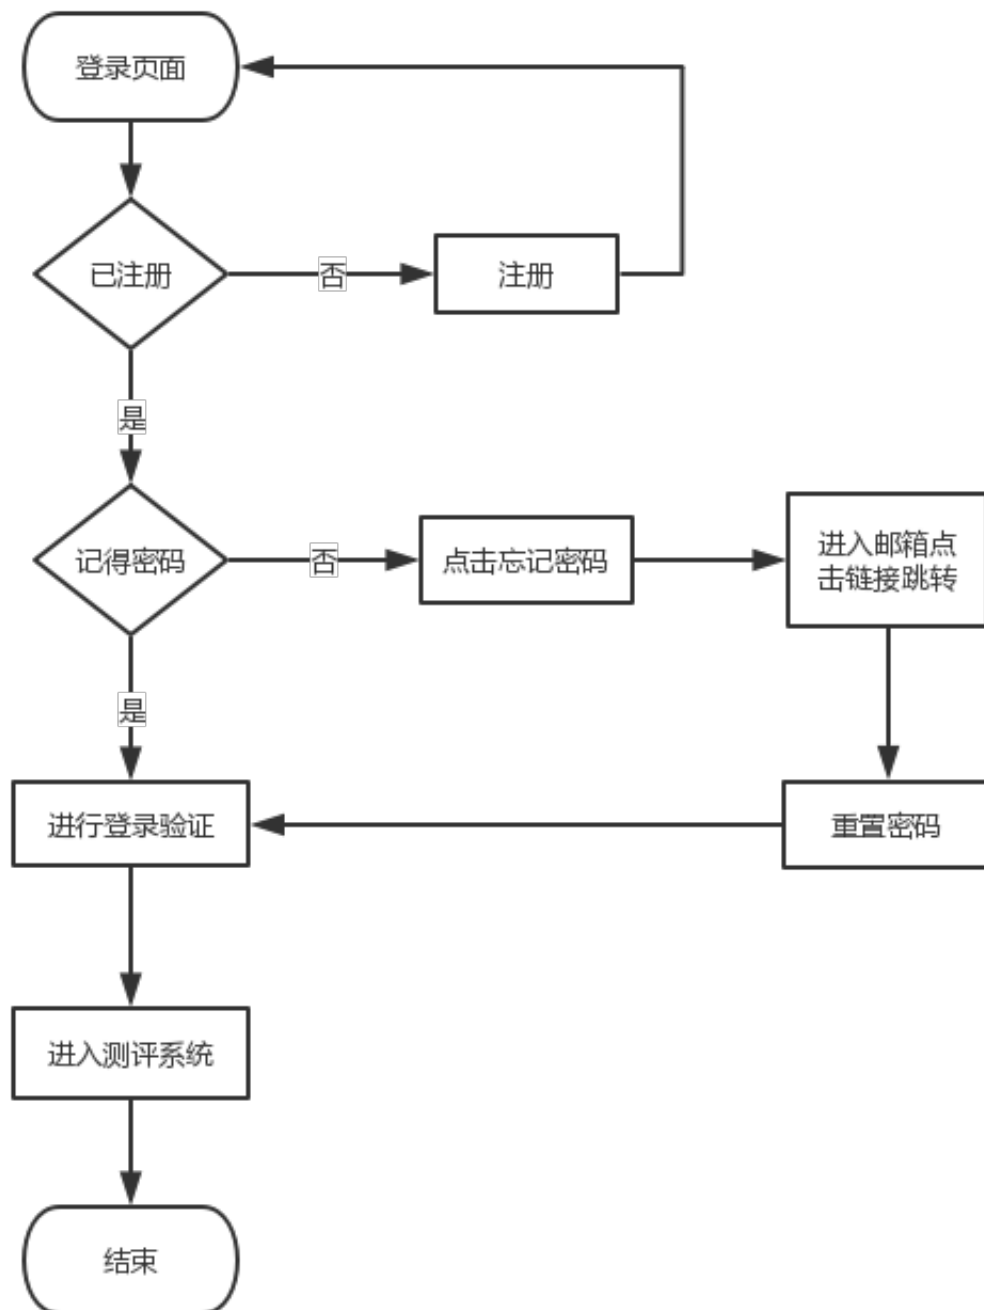 登录页面
已注册
否
注册
是
记得密码
否
点击忘记密码
进入邮箱点
击链接跳转
是
进行登录验证
重置密码
进入测评系统
结束